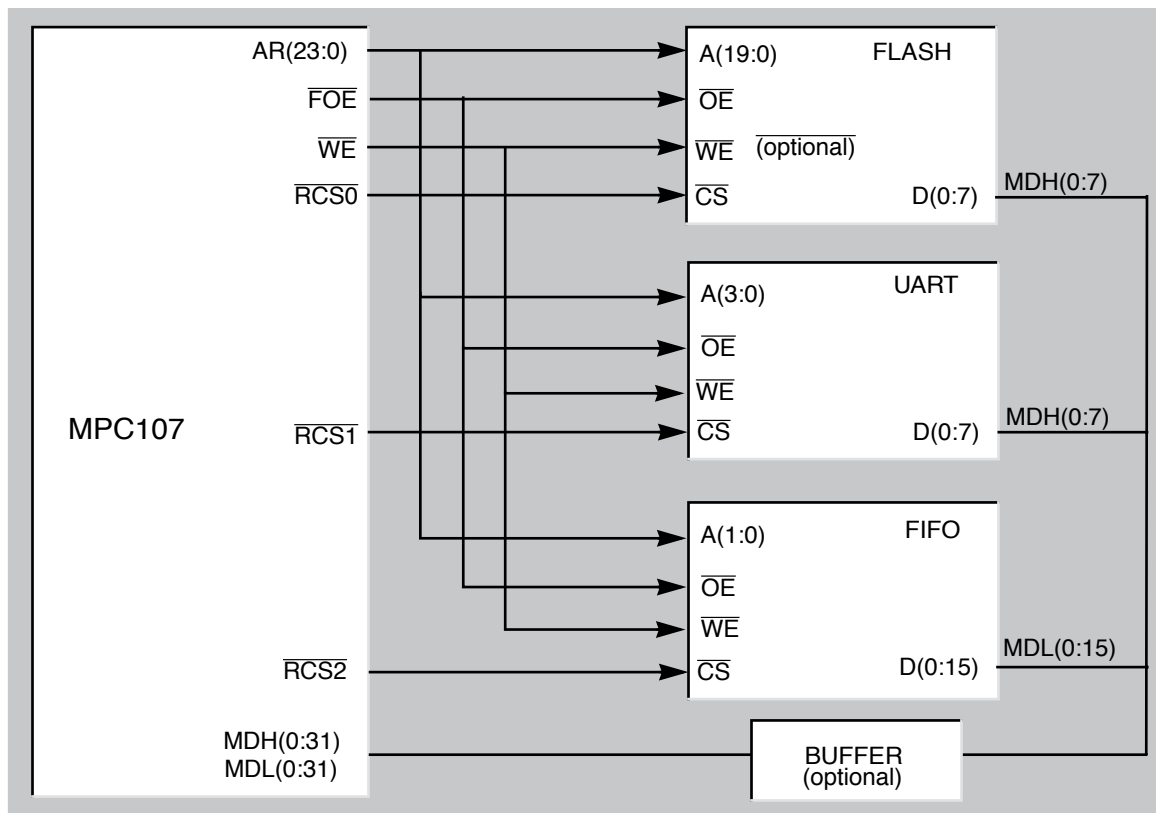 AR(23:0)
FOE
WE
RCS0
MPC107
RCS1
RCS2
MDH(0:31)
MDL(0:31)
A(19:0) FLASH
OE
WE (optional)
CS
D(0:7)
MDH(0:7)
A(3:0) UART
OE
WE
CS
D(0:7)
MDH(0:7)
A(1:0) FIFO
OE
WE
CS
D(0:15)
MDL(0:15)
BUFFER
(optional)